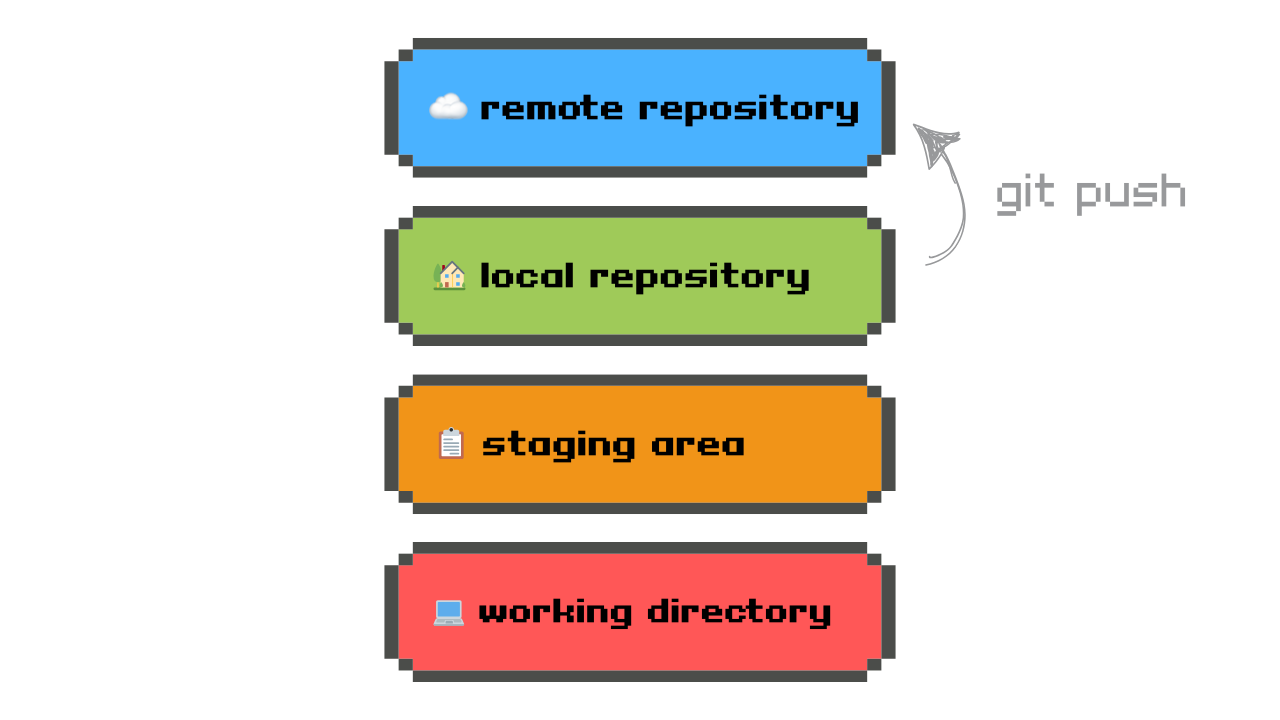 remote repository
git push
local repository
staging area
working directory